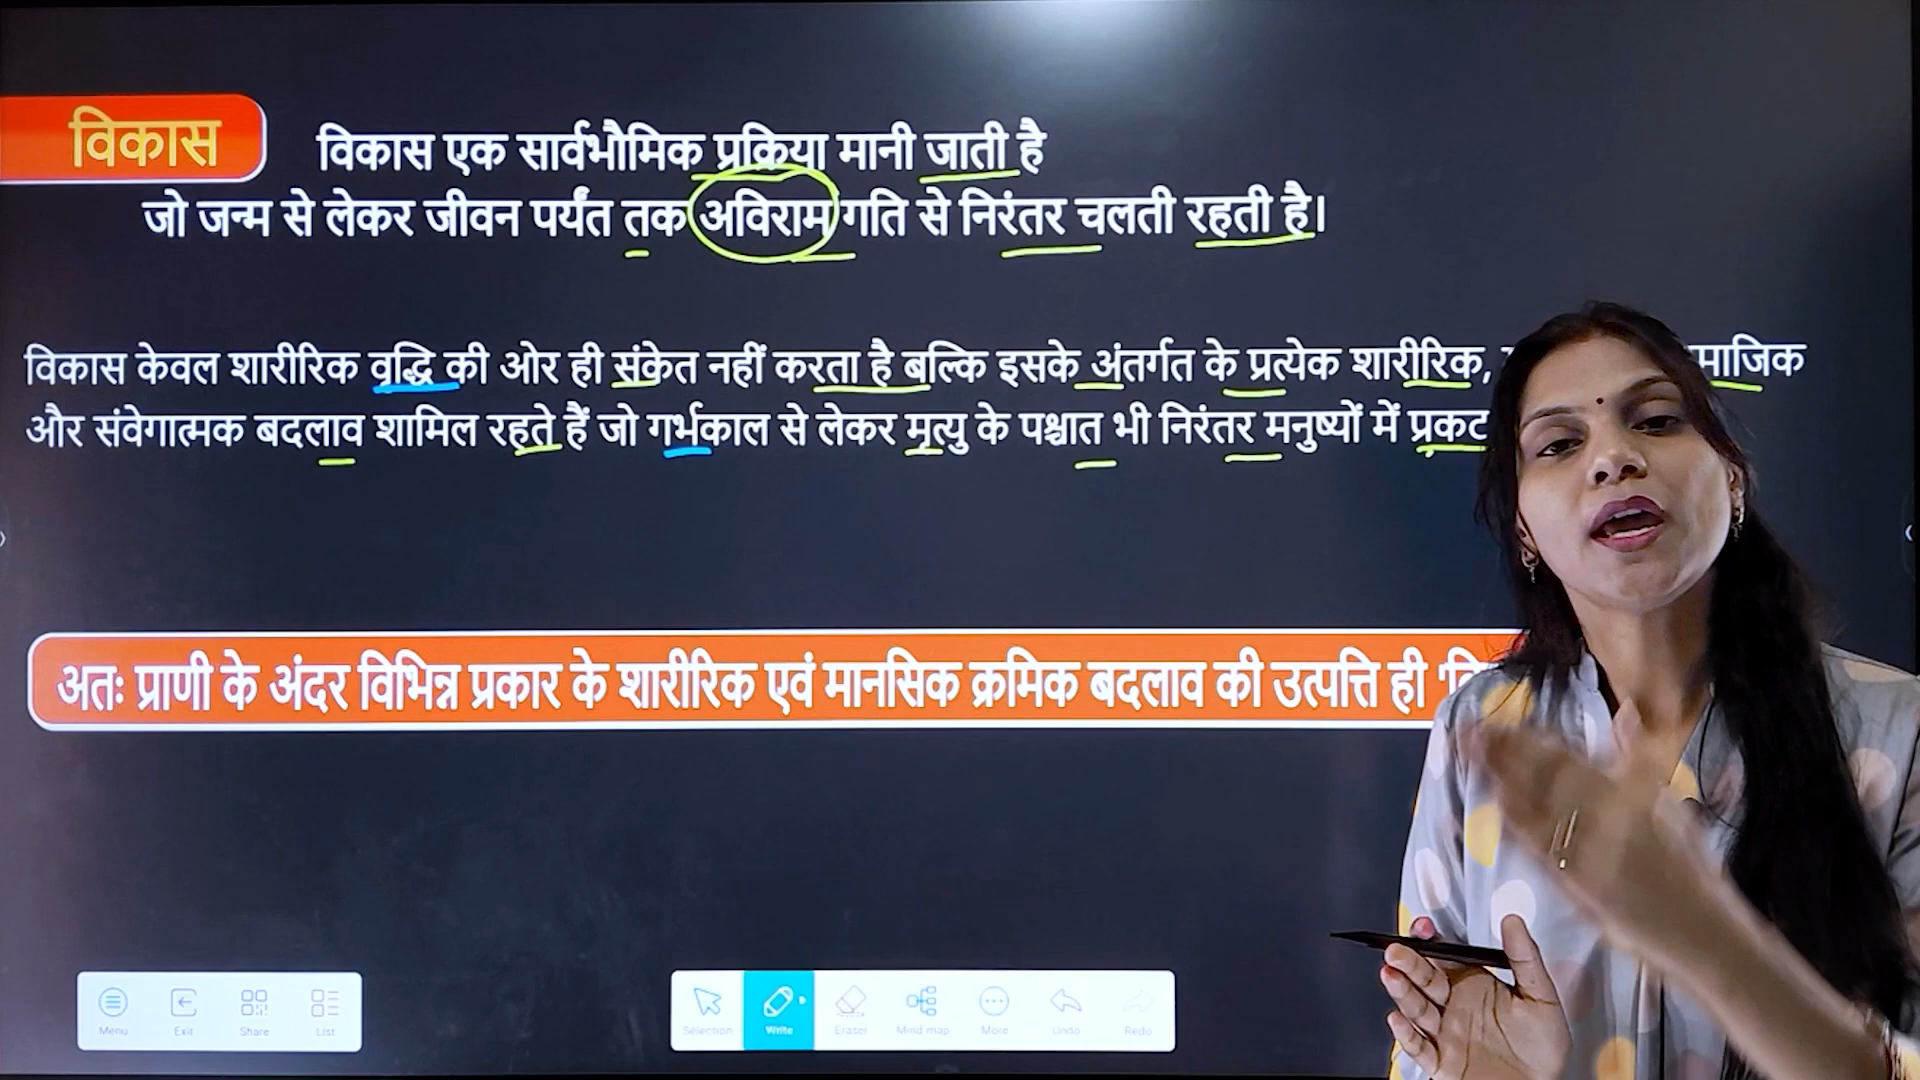 विकास
विकास एक सार्वभौमिक प्रक्रिया मानी जाती है
जो जन्म से लेकर जीवन पर्यंत तक अविराम गति से निरंतर चलती रहती है।
विकास केवल शारीरिक वृद्धि की ओर ही संकेत नहीं करता है बल्कि इसके अंतर्गत के प्रत्येक शारीरिक,
और संवेगात्मक बदलाव शामिल रहते हैं जो गर्भकाल से लेकर मृत्यु के पश्चात भी निरंतर मनुष्यों में प्रकट
अतः प्राणी के अंदर विभिन्न प्रकार के शारीरिक एवं मानसिक क्रमिक बदलाव की उत्पत्ति ही
Menu Exit Share List Selection Write Eraser Mind map More Undo Redo